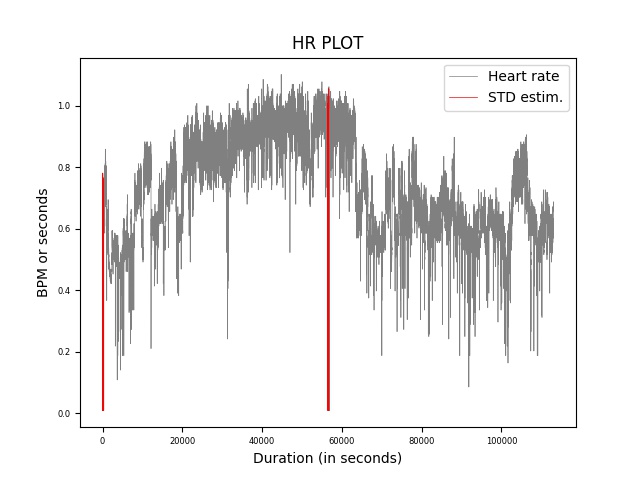 HR PLOT
Heart rate
STD estim.
BPM or seconds
1.0
0.8
0.6
0.4
0.2
0.0
0
20000
40000
60000
80000
100000
Duration (in seconds)